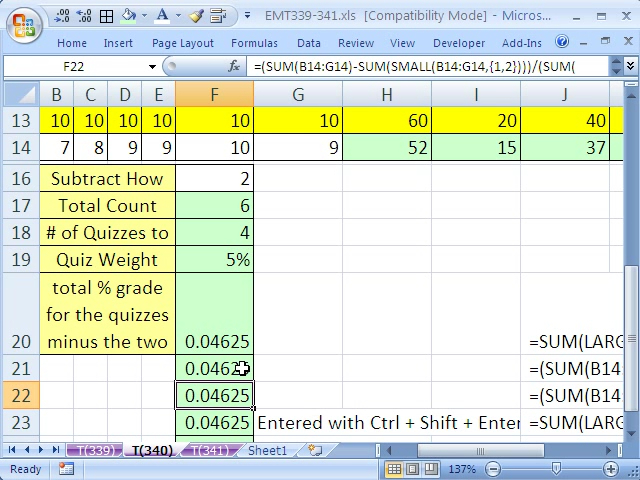 EMT339-341.xls [Compatibility Mode] - Micros...
Home Insert Page Layout Formulas Data Review View Developer Add-Ins
F22 fx =(SUM(B14:G14)-SUM(SMALL(B14:G14,{1,2})))/(SUM(
B C D E F G H I J
13 10 10 10 10 10 10 60 20 40
14 7 8 9 9 10 9 52 15 37
16 Subtract How 2
17 Total Count 6
18 # of Quizzes to 4
19 Quiz Weight 5%
total % grade
for the quizzes
20 minus the two 0.04625 =SUM(LARG
21 0.04625 =(SUM(B14
22 0.04625 =(SUM(B14
23 0.04625 Entered with Ctrl + Shift + Enter =SUM(LARG
T(339) T(340) T(341) Sheet1
Ready 137%